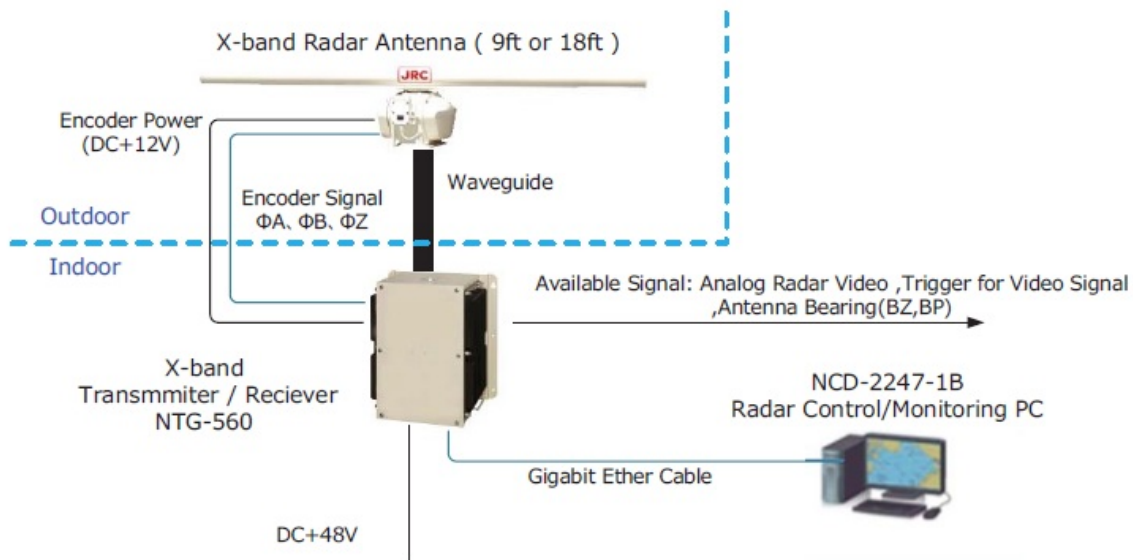 X-band Radar Antenna ( 9ft or 18ft )
JRC
Encoder Power
(DC+12V)
Waveguide
Encoder Signal
ΦA、ΦB、ΦZ
Outdoor
Indoor
Available Signal: Analog Radar Video ,Trigger for Video Signal
,Antenna Bearing(BZ,BP)
X-band
Transmmiter / Reciever
NTG-560
NCD-2247-1B
Radar Control/Monitoring PC
Gigabit Ether Cable
DC+48V